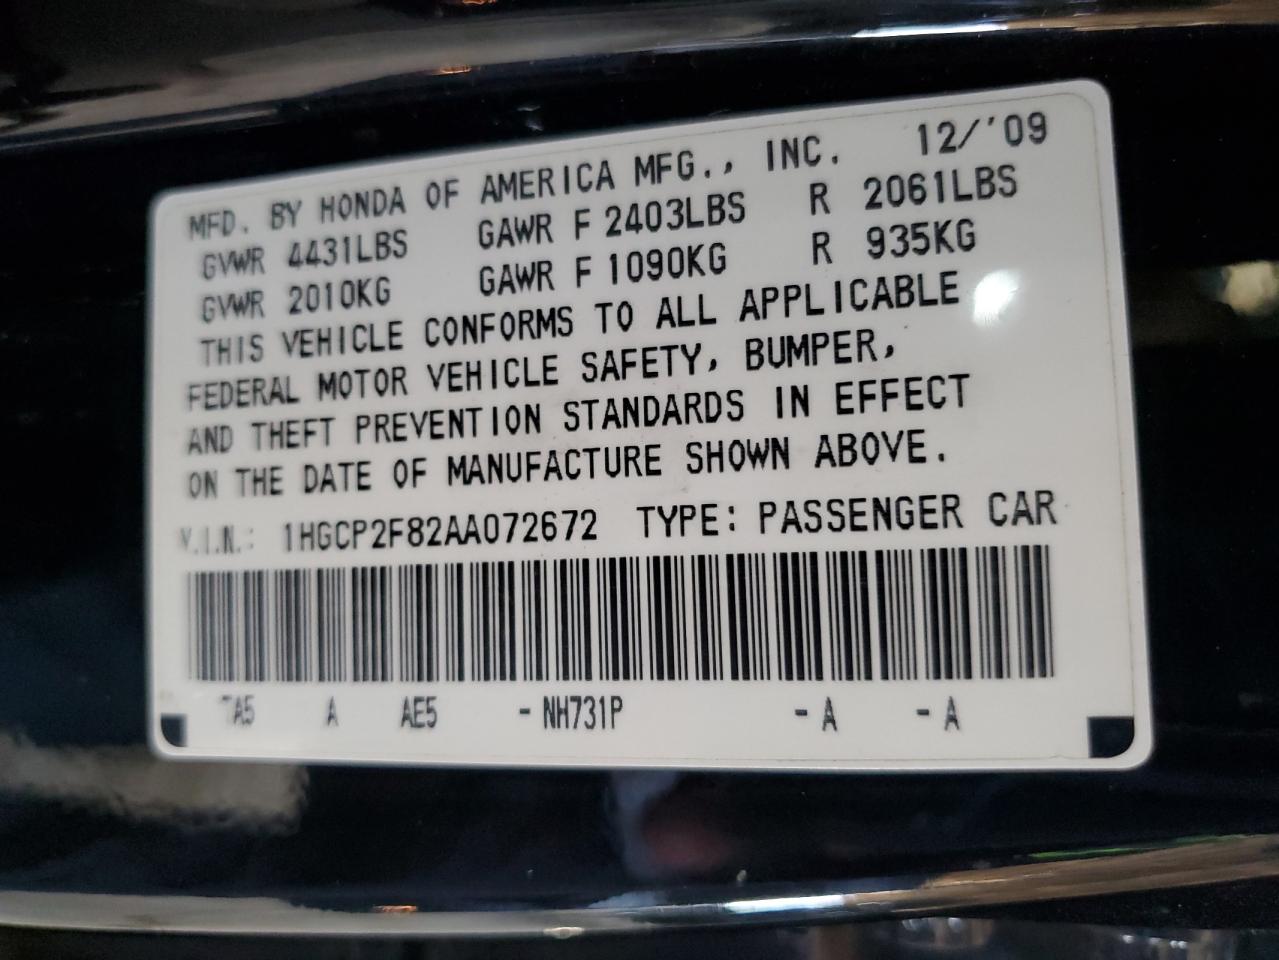 MFD. BY HONDA OF AMERICA MFG., INC. 12/'09
GVWR 4431LBS GAWR F 2403LBS R 2061LBS
GVWR 2010KG GAWR F 1090KG R 935KG
THIS VEHICLE CONFORMS TO ALL APPLICABLE
FEDERAL MOTOR VEHICLE SAFETY, BUMPER,
AND THEFT PREVENTION STANDARDS IN EFFECT
ON THE DATE OF MANUFACTURE SHOWN ABOVE.
V.I.N.: 1HGCP2F82AA072672 TYPE: PASSENGER CAR
TA5 A AE5 - NH731P - A - A